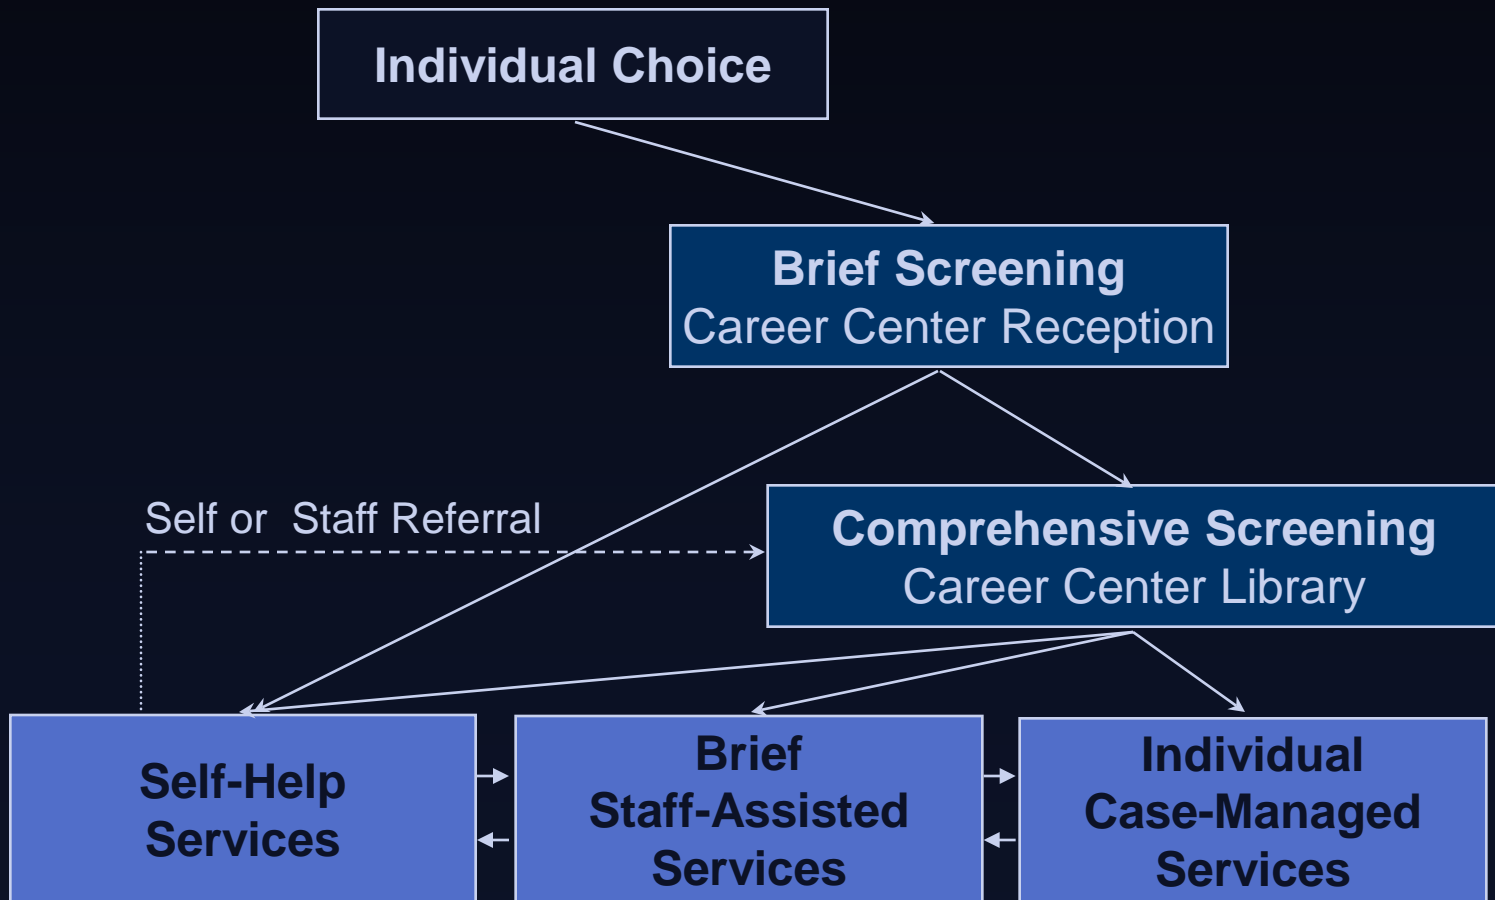 Individual Choice
Brief Screening
Career Center Reception
Self or  Staff Referral
Comprehensive Screening
Career Center Library
Self-Help
Services
Brief
Staff-Assisted
Services
Individual
Case-Managed
Services